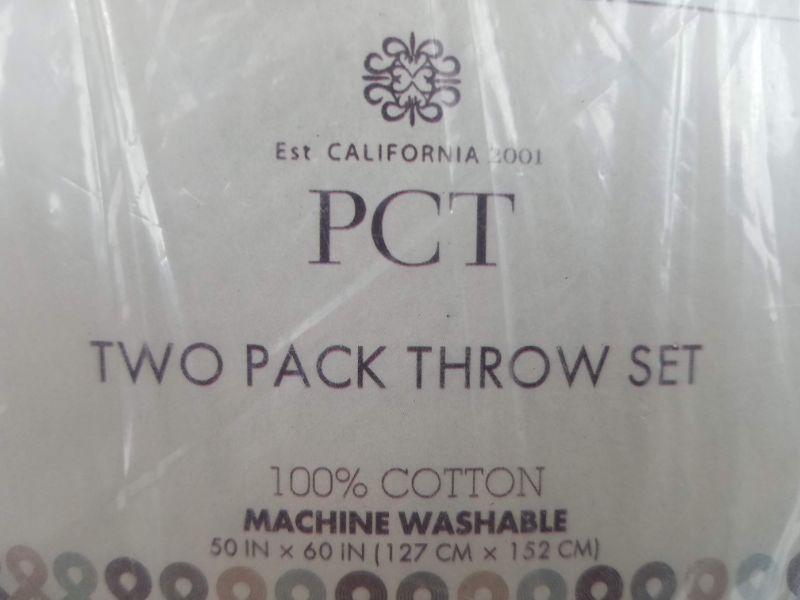 Est CALIFORNIA 2001
PCT
TWO PACK THROW SET
100% COTTON
MACHINE WASHABLE
50 IN × 60 IN (127 CM × 152 CM)